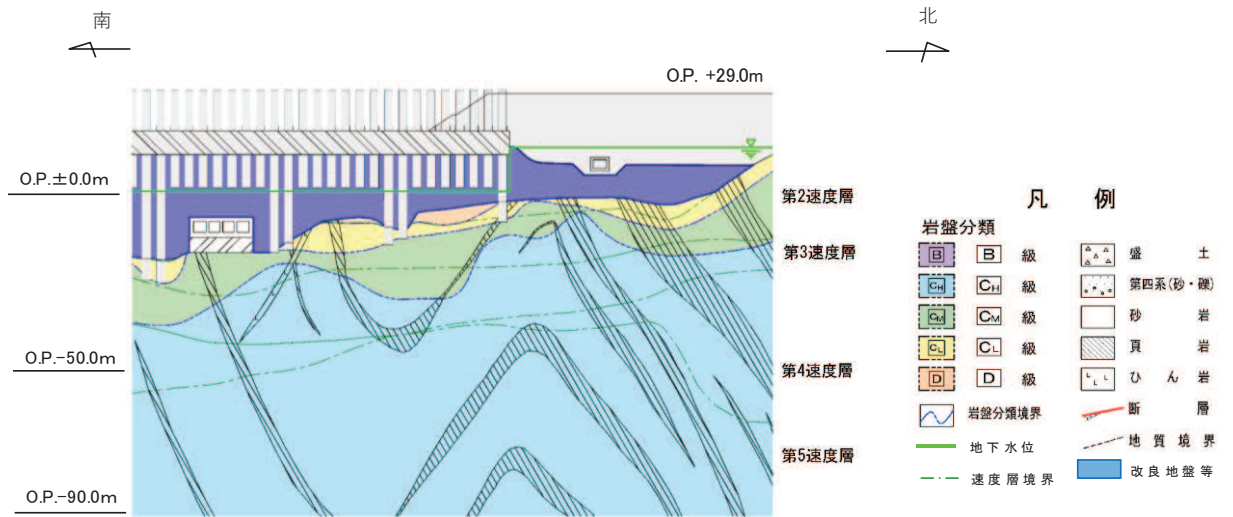 南
北
O.P. +29.0m
O.P.±0.0m
O.P.-50.0m
O.P.-90.0m
第2速度層
第3速度層
第4速度層
第5速度層
凡 例
岩盤分類
B B 級
CH CH 級
CM CM 級
CL CL 級
D D 級
岩盤分類境界
地下水位
速度層境界
盛 土
第四系(砂・礫)
砂 岩
頁 岩
ひ ん 岩
断 層
地 質 境 界
改良地盤等